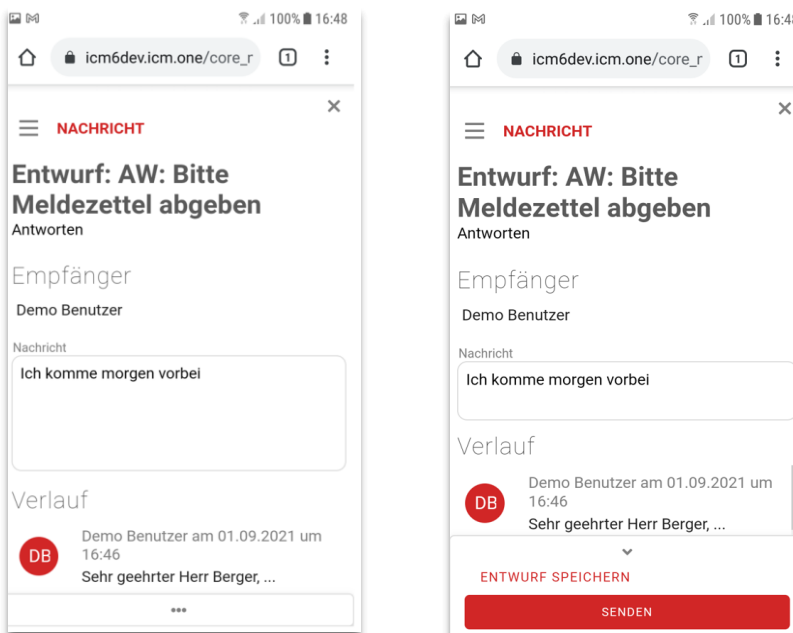 100% 16:48
icm6dev.icm.one/core_r
1
NACHRICHT
Entwurf: AW: Bitte
Meldezettel abgeben
Antworten
Empfänger
Demo Benutzer
Nachricht
Ich komme morgen vorbei
Verlauf
DB
Demo Benutzer am 01.09.2021 um
16:46
Sehr geehrter Herr Berger, ...
100% 16:48
icm6dev.icm.one/core_r
1
NACHRICHT
Entwurf: AW: Bitte
Meldezettel abgeben
Antworten
Empfänger
Demo Benutzer
Nachricht
Ich komme morgen vorbei
Verlauf
DB
Demo Benutzer am 01.09.2021 um
16:46
Sehr geehrter Herr Berger, ...
ENTWURF SPEICHERN
SENDEN